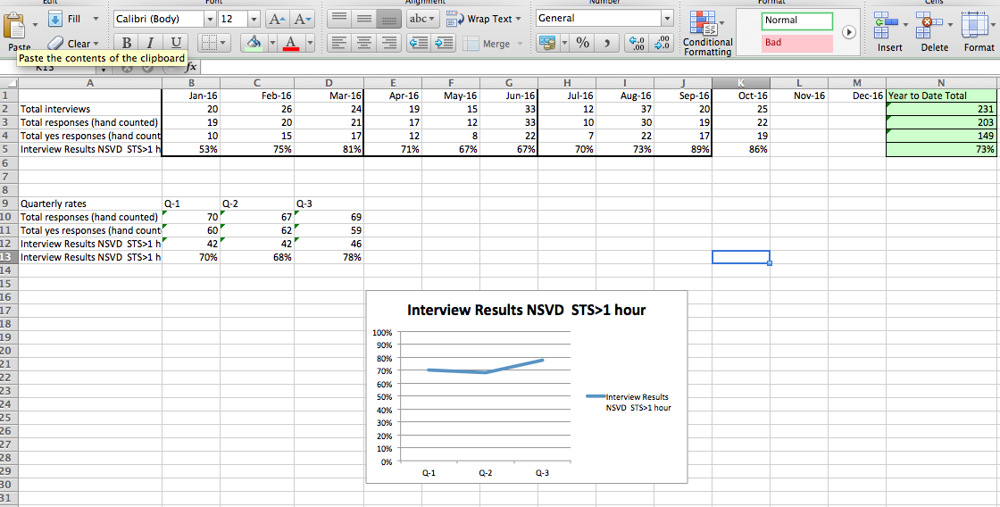 Edit Font Alignment Number Format Cells
Fill Calibri (Body) 12 A A abc Wrap Text General Normal
Paste Clear B I U A Merge % Conditional Formatting Bad Insert Delete Format
Paste the contents of the clipboard
K13 fx
A B C D E F G H I J K L M N
1 Jan-16 Feb-16 Mar-16 Apr-16 May-16 Jun-16 Jul-16 Aug-16 Sep-16 Oct-16 Nov-16 Dec-16 Year to Date Total
2 Total interviews 20 26 24 19 15 33 12 37 20 25 231
3 Total responses (hand counted) 19 20 21 17 12 33 10 30 19 22 203
4 Total yes responses (hand count 10 15 17 12 8 22 7 22 17 19 149
5 Interview Results NSVD STS>1 h 53% 75% 81% 71% 67% 67% 70% 73% 89% 86% 73%
6
7
8
9 Quarterly rates Q-1 Q-2 Q-3
10 Total responses (hand counted) 70 67 69
11 Total yes responses (hand count 60 62 59
12 Interview Results NSVD STS>1 h 42 42 46
13 Interview Results NSVD STS>1 h 70% 68% 78%
14
15
16
17
18
19
20
21
22
23
24
25
26
27
28
29
30
31
Interview Results NSVD STS>1 hour
100%
90%
80%
70%
60%
50%
40%
30%
20%
10%
0%
Q-1 Q-2 Q-3
Interview Results
NSVD STS>1 hour